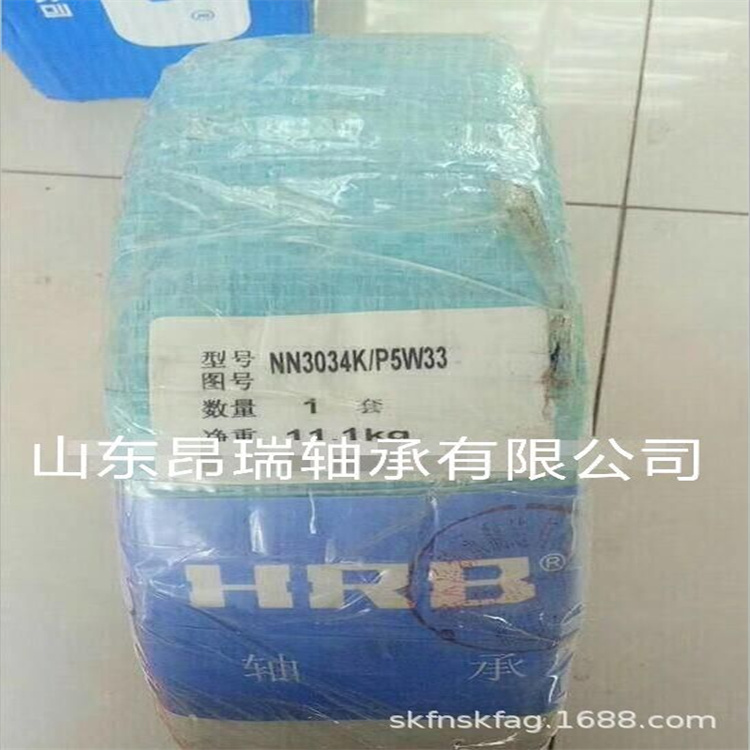 型号 NN3034K/P5W33
图号
数量 1 套
净重 11.1kg
山东昂瑞轴承有限公司
HRB®
轴 承
skfnskfag.1688.com